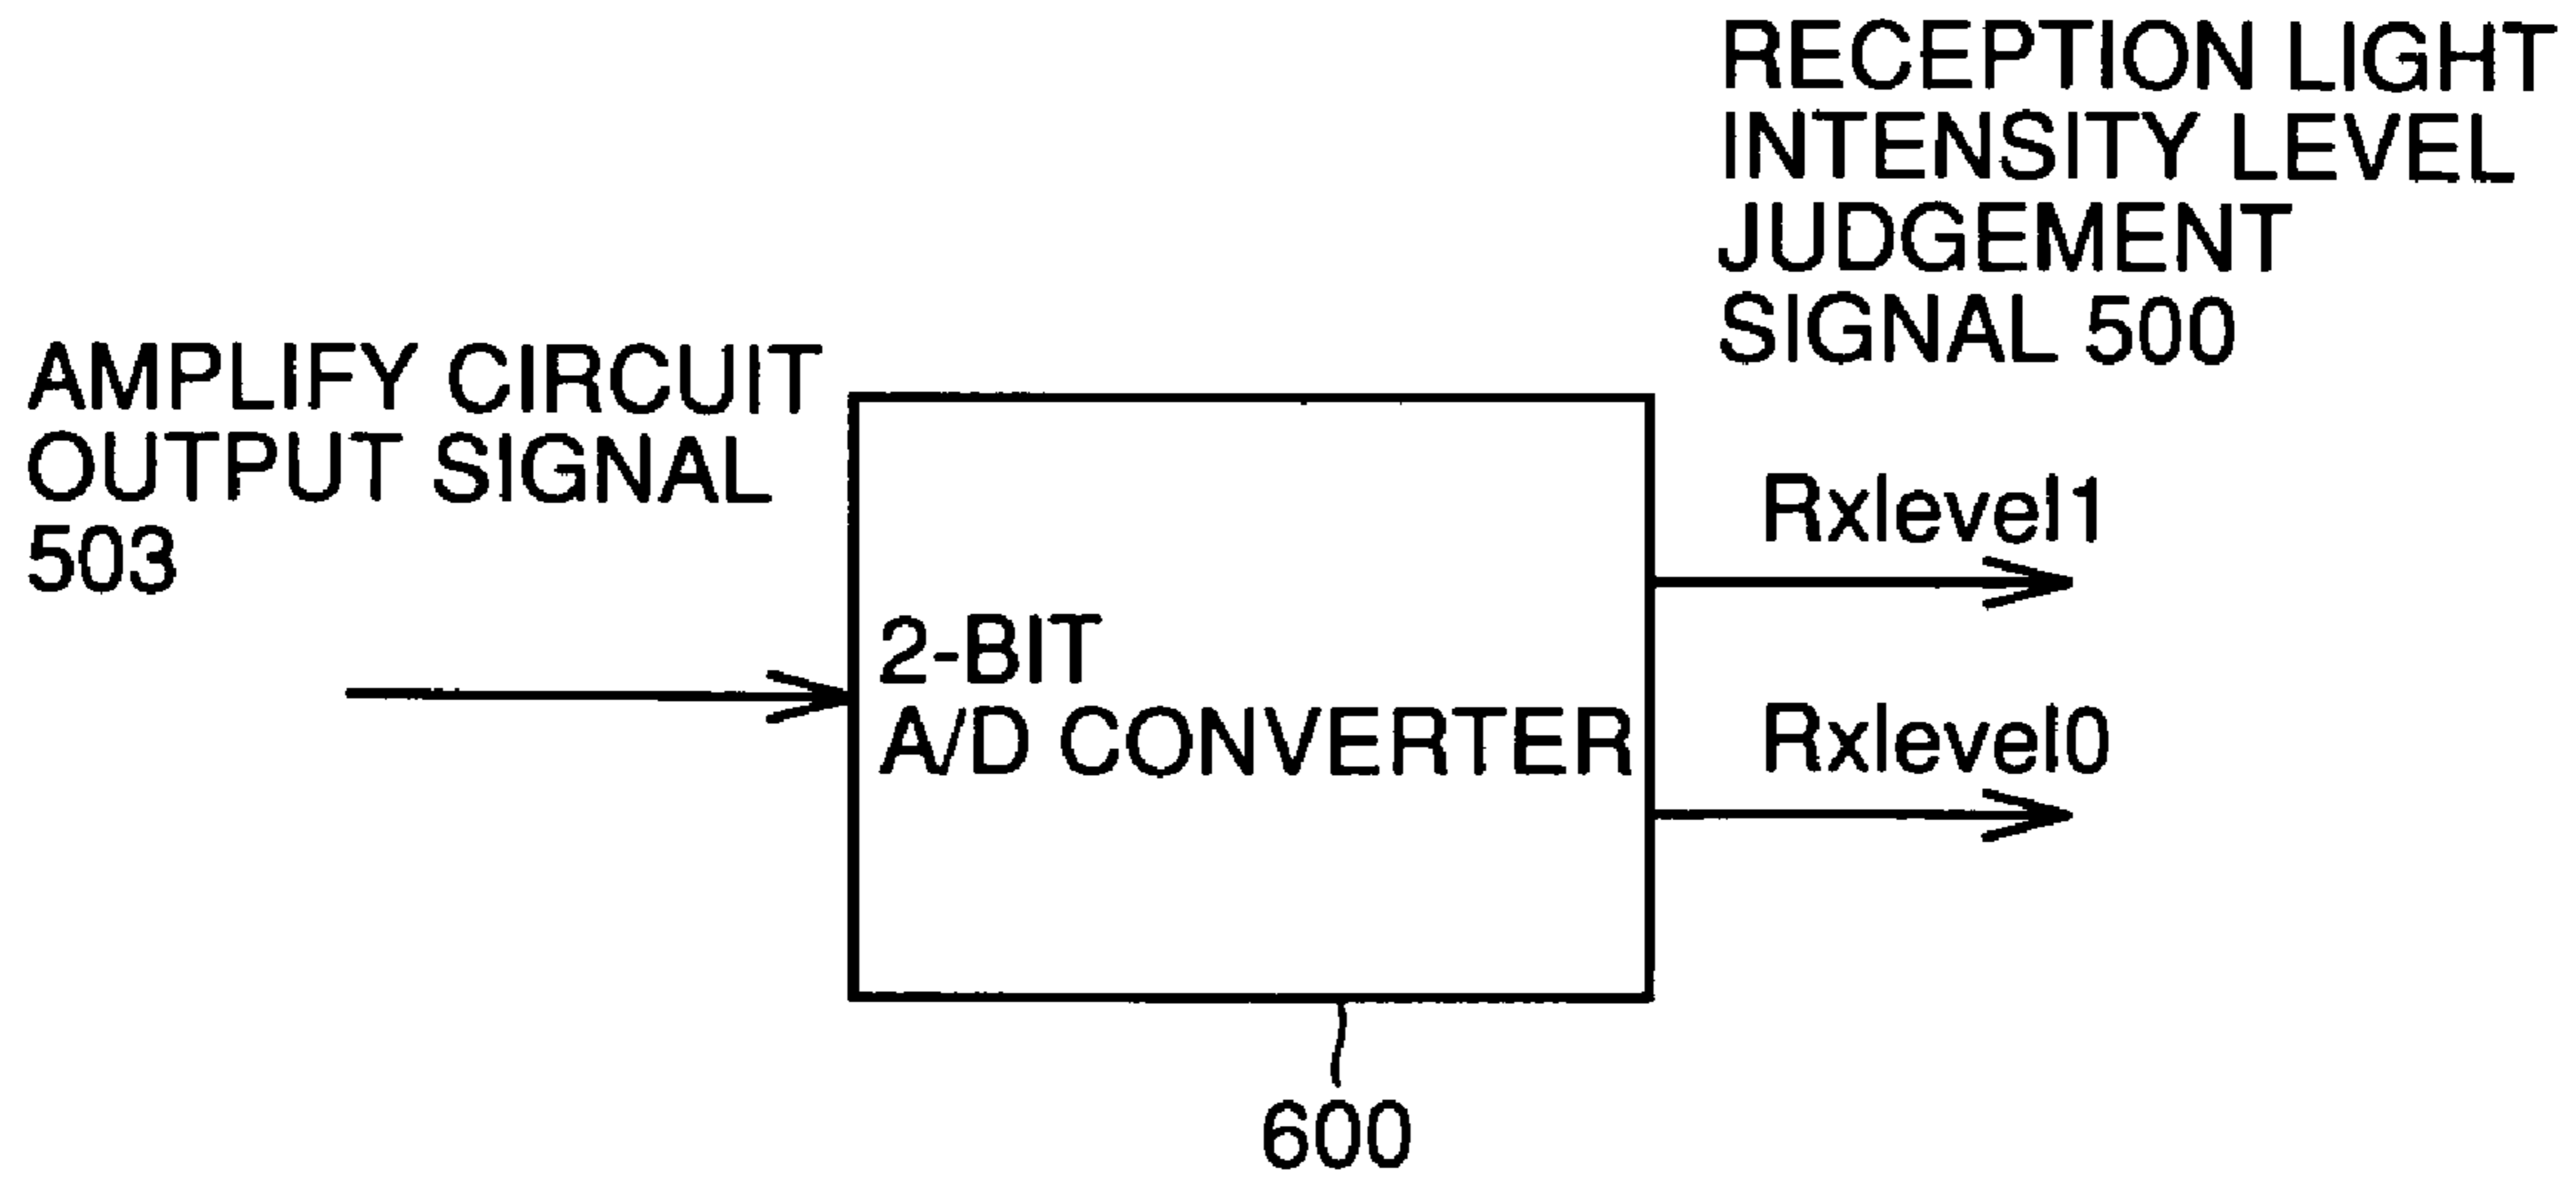 RECEPTION LIGHT
INTENSITY LEVEL
JUDGEMENT
SIGNAL 500
AMPLIFY CIRCUIT
OUTPUT SIGNAL
503
Rxlevel1
2-BIT
A/D CONVERTER
Rxlevel0
600